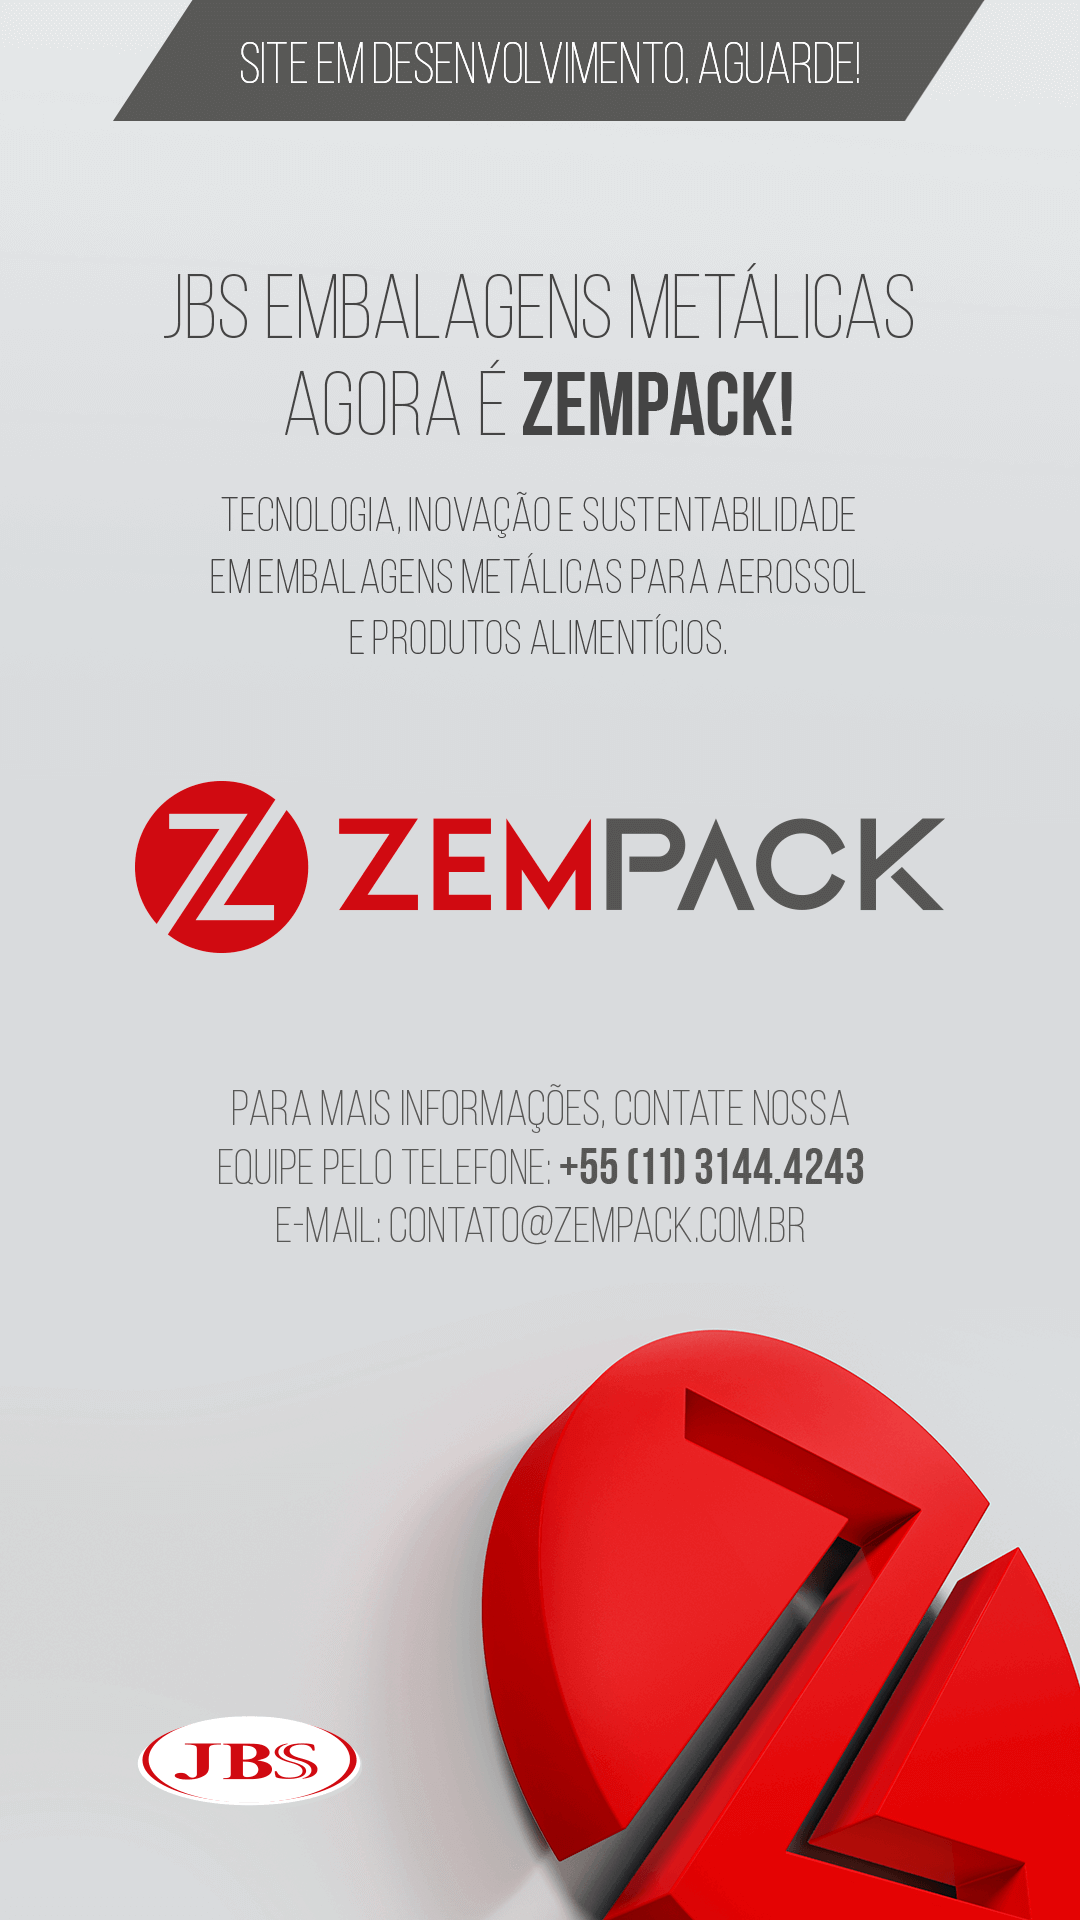 SITE EM DESENVOLVIMENTO. AGUARDE!
JBS EMBALAGENS METÁLICAS
AGORA É ZEMPACK!
TECNOLOGIA, INOVAÇÃO E SUSTENTABILIDADE
EM EMBALAGENS METÁLICAS PARA AEROSSOL
E PRODUTOS ALIMENTÍCIOS.
ZEMPACK
PARA MAIS INFORMAÇÕES, CONTATE NOSSA
EQUIPE PELO TELEFONE: +55 (11) 3144.4243
E-MAIL: CONTATO@ZEMPACK.COM.BR
JBS